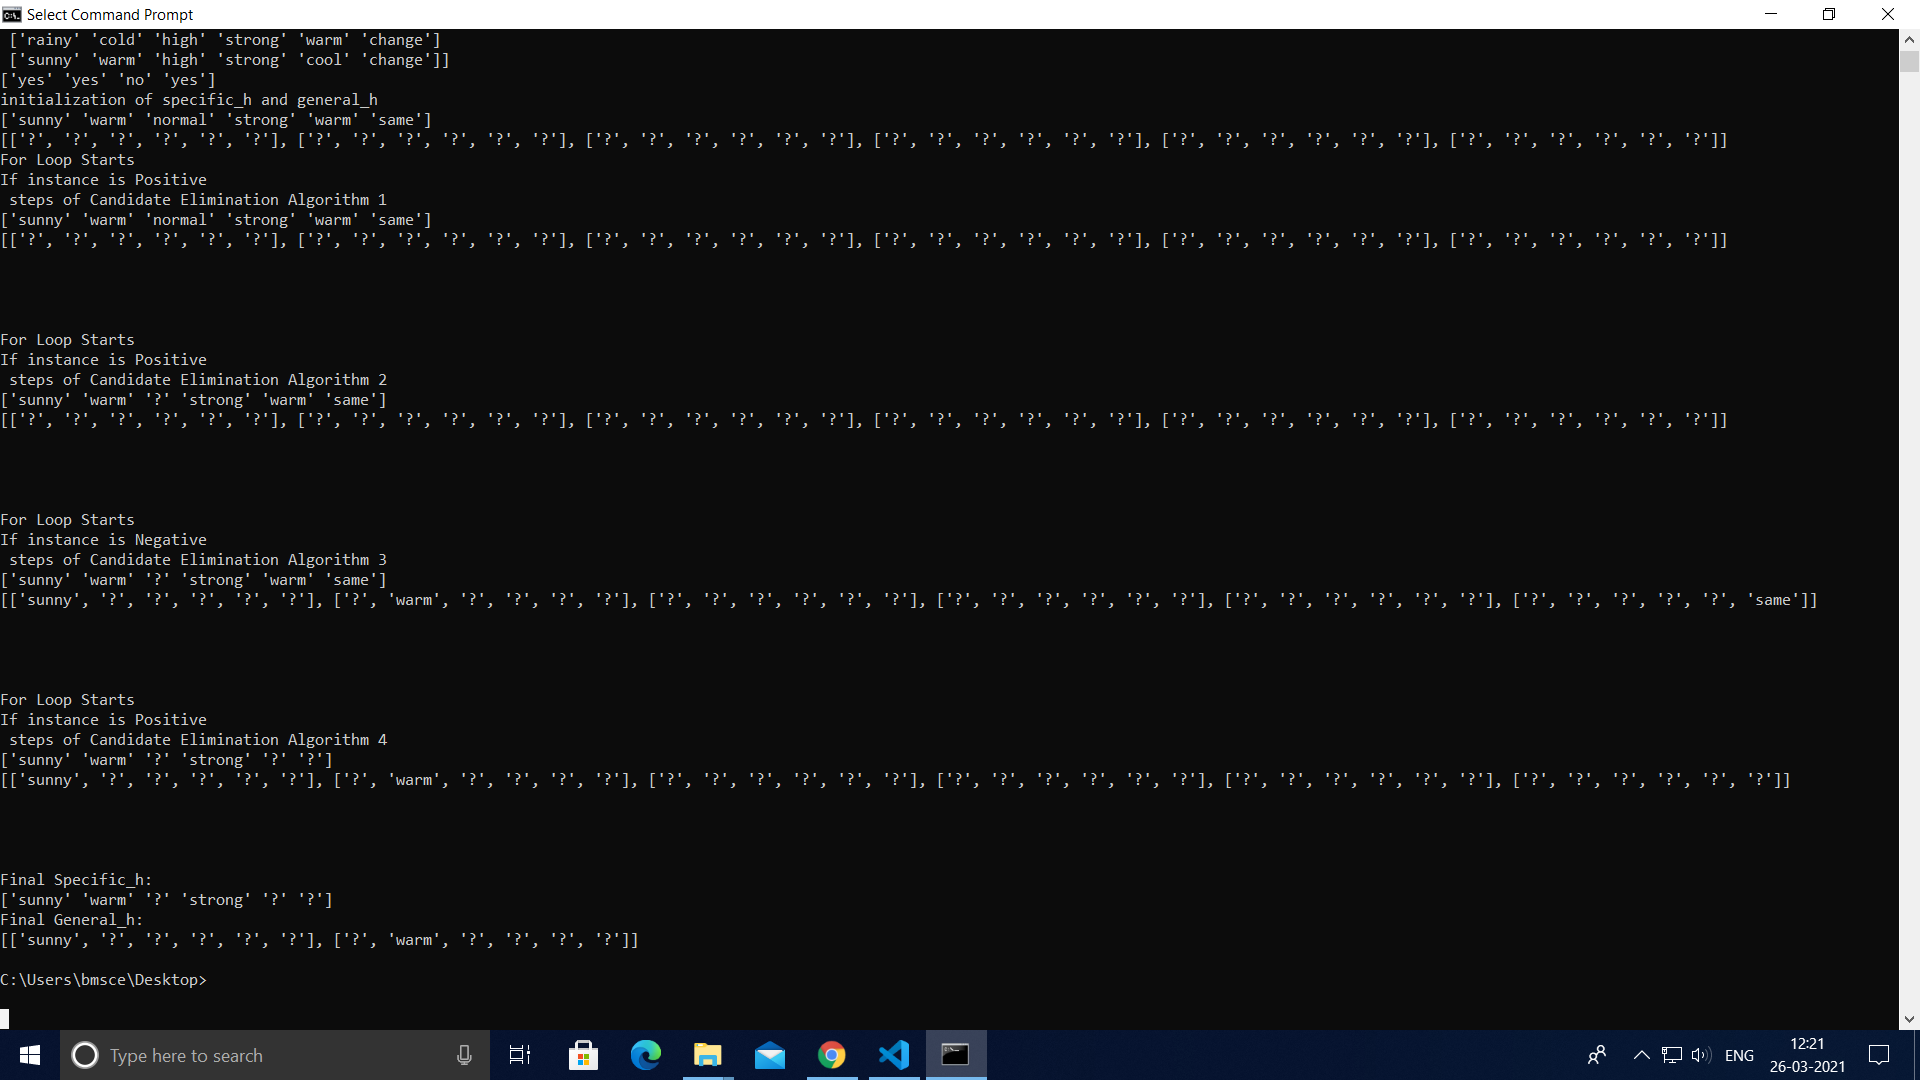 Select Command Prompt
 ['rainy' 'cold' 'high' 'strong' 'warm' 'change']
 ['sunny' 'warm' 'high' 'strong' 'cool' 'change']]
['yes' 'yes' 'no' 'yes']
initialization of specific_h and general_h
['sunny' 'warm' 'normal' 'strong' 'warm' 'same']
[['?', '?', '?', '?', '?', '?'], ['?', '?', '?', '?', '?', '?'], ['?', '?', '?', '?', '?', '?'], ['?', '?', '?', '?', '?', '?'], ['?', '?', '?', '?', '?', '?'], ['?', '?', '?', '?', '?', '?']]
For Loop Starts
If instance is Positive
 steps of Candidate Elimination Algorithm 1
['sunny' 'warm' 'normal' 'strong' 'warm' 'same']
[['?', '?', '?', '?', '?', '?'], ['?', '?', '?', '?', '?', '?'], ['?', '?', '?', '?', '?', '?'], ['?', '?', '?', '?', '?', '?'], ['?', '?', '?', '?', '?', '?'], ['?', '?', '?', '?', '?', '?']]
For Loop Starts
If instance is Positive
 steps of Candidate Elimination Algorithm 2
['sunny' 'warm' '?' 'strong' 'warm' 'same']
[['?', '?', '?', '?', '?', '?'], ['?', '?', '?', '?', '?', '?'], ['?', '?', '?', '?', '?', '?'], ['?', '?', '?', '?', '?', '?'], ['?', '?', '?', '?', '?', '?'], ['?', '?', '?', '?', '?', '?']]
For Loop Starts
If instance is Negative
 steps of Candidate Elimination Algorithm 3
['sunny' 'warm' '?' 'strong' 'warm' 'same']
[['sunny', '?', '?', '?', '?', '?'], ['?', 'warm', '?', '?', '?', '?'], ['?', '?', '?', '?', '?', '?'], ['?', '?', '?', '?', '?', '?'], ['?', '?', '?', '?', '?', '?'], ['?', '?', '?', '?', '?', 'same']]
For Loop Starts
If instance is Positive
 steps of Candidate Elimination Algorithm 4
['sunny' 'warm' '?' 'strong' '?' '?']
[['sunny', '?', '?', '?', '?', '?'], ['?', 'warm', '?', '?', '?', '?'], ['?', '?', '?', '?', '?', '?'], ['?', '?', '?', '?', '?', '?'], ['?', '?', '?', '?', '?', '?'], ['?', '?', '?', '?', '?', '?']]
Final Specific_h:
['sunny' 'warm' '?' 'strong' '?' '?']
Final General_h:
[['sunny', '?', '?', '?', '?', '?'], ['?', 'warm', '?', '?', '?', '?']]
C:\Users\bmsce\Desktop>
Type here to search
ENG
12:21
26-03-2021